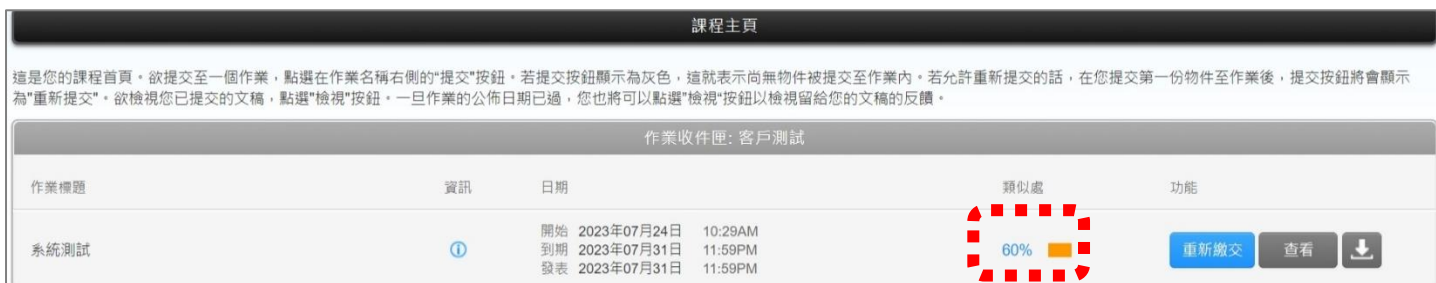 課程主頁
這是您的課程首頁。欲提交至一個作業，點選在作業名稱右側的“提交”按鈕。若提交按鈕顯示為灰色，這就表示尚無物件被提交至作業內。若允許重新提交的話，在您提交第一份物件至作業後，提交按鈕將會顯示
為"重新提交"。欲檢視您已提交的文稿，點選"檢視"按鈕。一旦作業的公佈日期已過，您也將可以點選"檢視"按鈕以檢視留給您的文稿的反饋。
作業收件匣: 客戶測試
作業標題 資訊 日期 類似處 功能
開始 2023年07月24日 10:29AM
系統測試 到期 2023年07月31日 11:59PM 60% 重新繳交 查看
發表 2023年07月31日 11:59PM